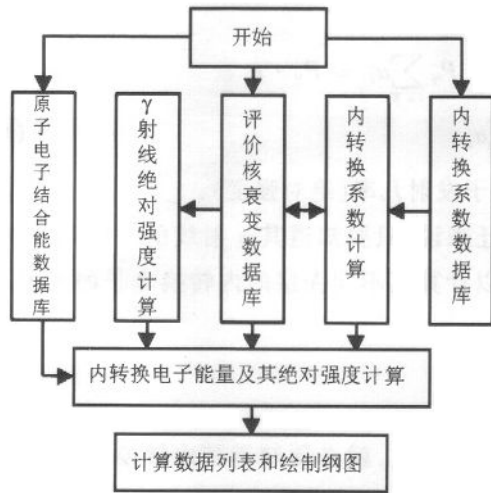 开始
原子电子结合能数据库
γ射线绝对强度计算
评价核衰变数据库
内转换系数计算
内转换系数数据库
内转换电子能量及其绝对强度计算
计算数据列表和绘制纲图